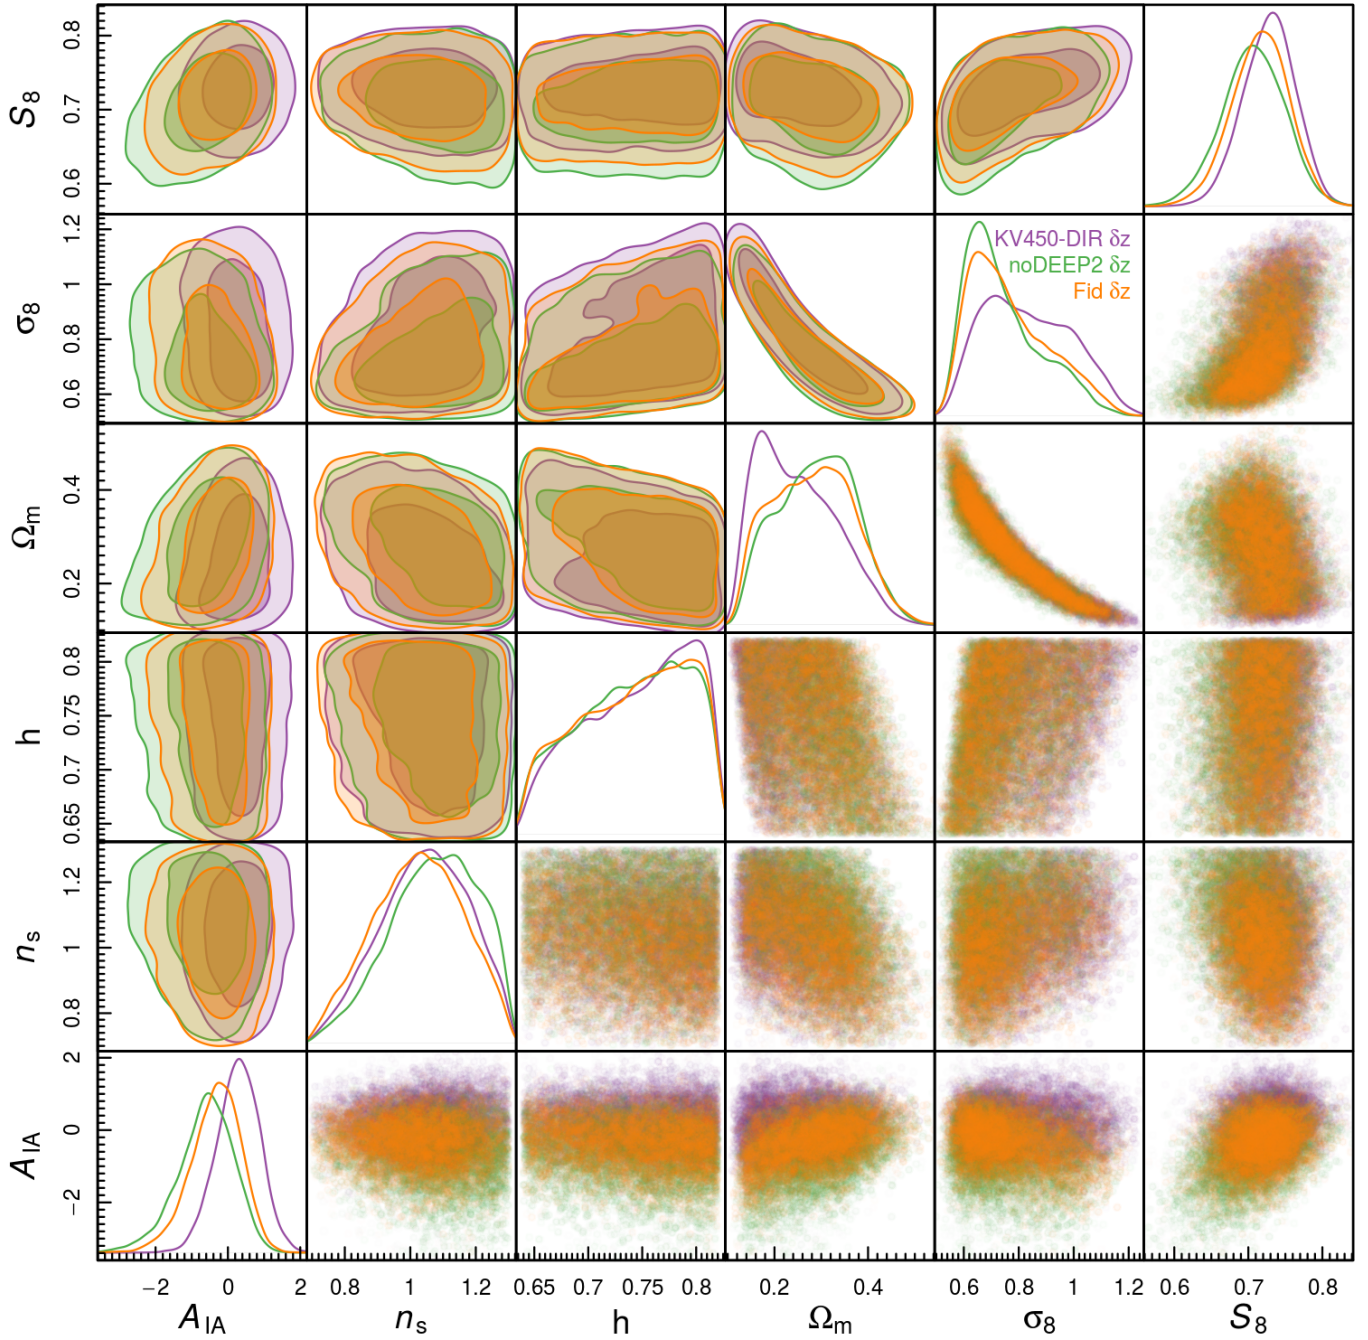 S8 0.6 0.7 0.8
σ8 0.6 0.8 1 1.2
KV450-DIR δz
noDEEP2 δz
Fid δz
Ωm 0.2 0.4
h 0.65 0.7 0.75 0.8
ns 0.8 1 1.2
AIA −2 0 2
−2 0 2 0.8 1 1.2 0.65 0.7 0.75 0.8 0.2 0.4 0.6 0.8 1 1.2 0.6 0.7 0.8
AIA ns h Ωm σ8 S8